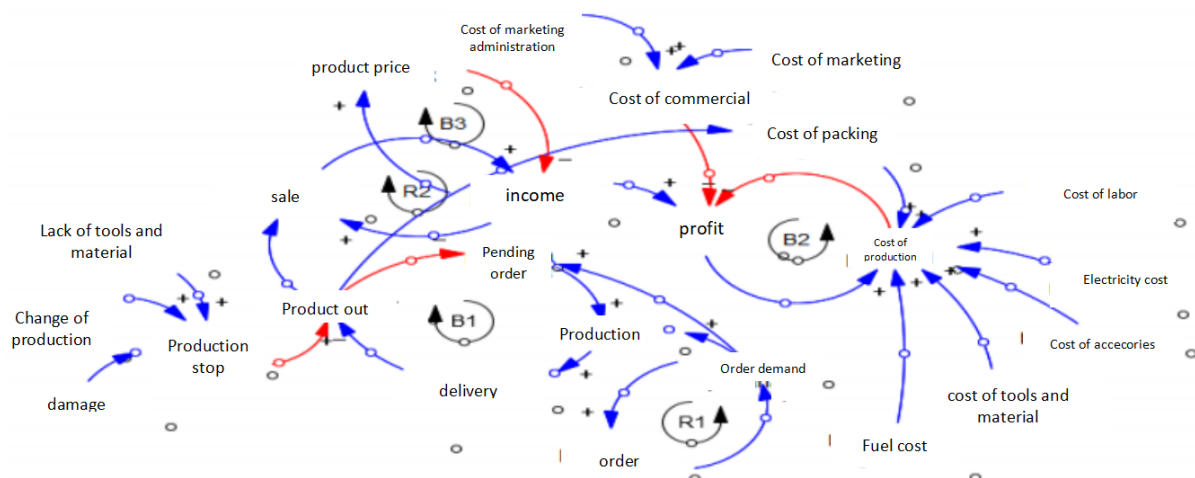 Cost of marketing
administration
product price
Cost of marketing
Cost of commercial
B3
Cost of packing
R2
income
sale
Cost of labor
Lack of tools and
material
profit
B2
Cost of
production
Pending
order
Electricity cost
Product out
B1
Change of
production
Production
stop
Production
Cost of accecories
Order demand
delivery
damage
cost of tools and
material
R1
Fuel cost
order